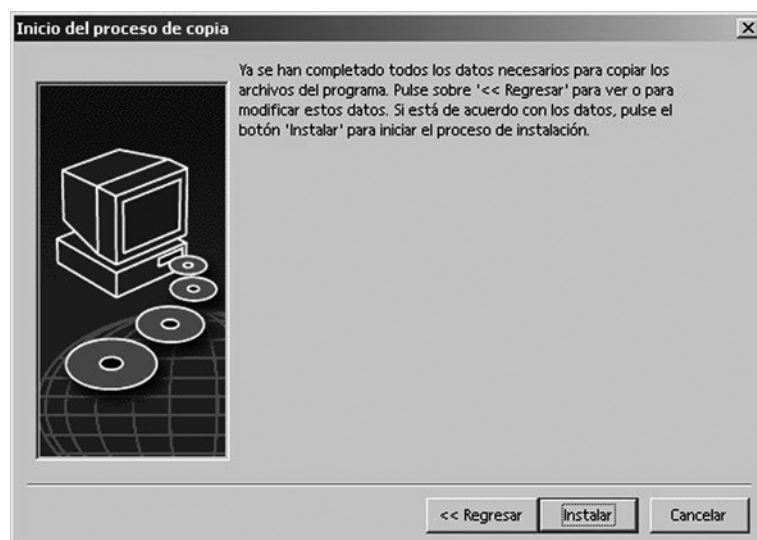 Inicio del proceso de copia
Ya se han completado todos los datos necesarios para copiar los
archivos del programa. Pulse sobre '<< Regresar' para ver o para
modificar estos datos. Si está de acuerdo con los datos, pulse el
botón 'Instalar' para iniciar el proceso de instalación.
<< Regresar
Instalar
Cancelar